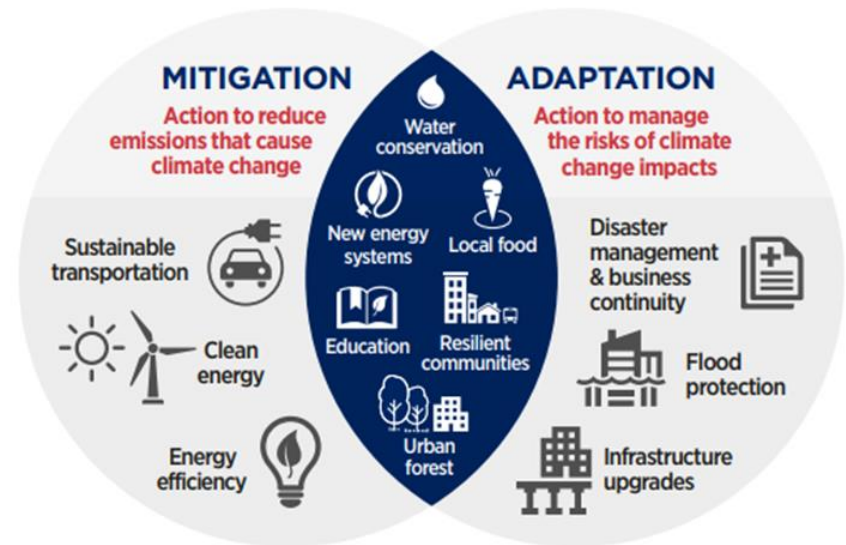 MITIGATION
Action to reduce
emissions that cause
climate change
Sustainable
transportation
Clean
energy
Energy
efficiency
Water
conservation
New energy
systems
Local food
Education
Resilient
communities
Urban
forest
ADAPTATION
Action to manage
the risks of climate
change impacts
Disaster
management
& business
continuity
Flood
protection
Infrastructure
upgrades